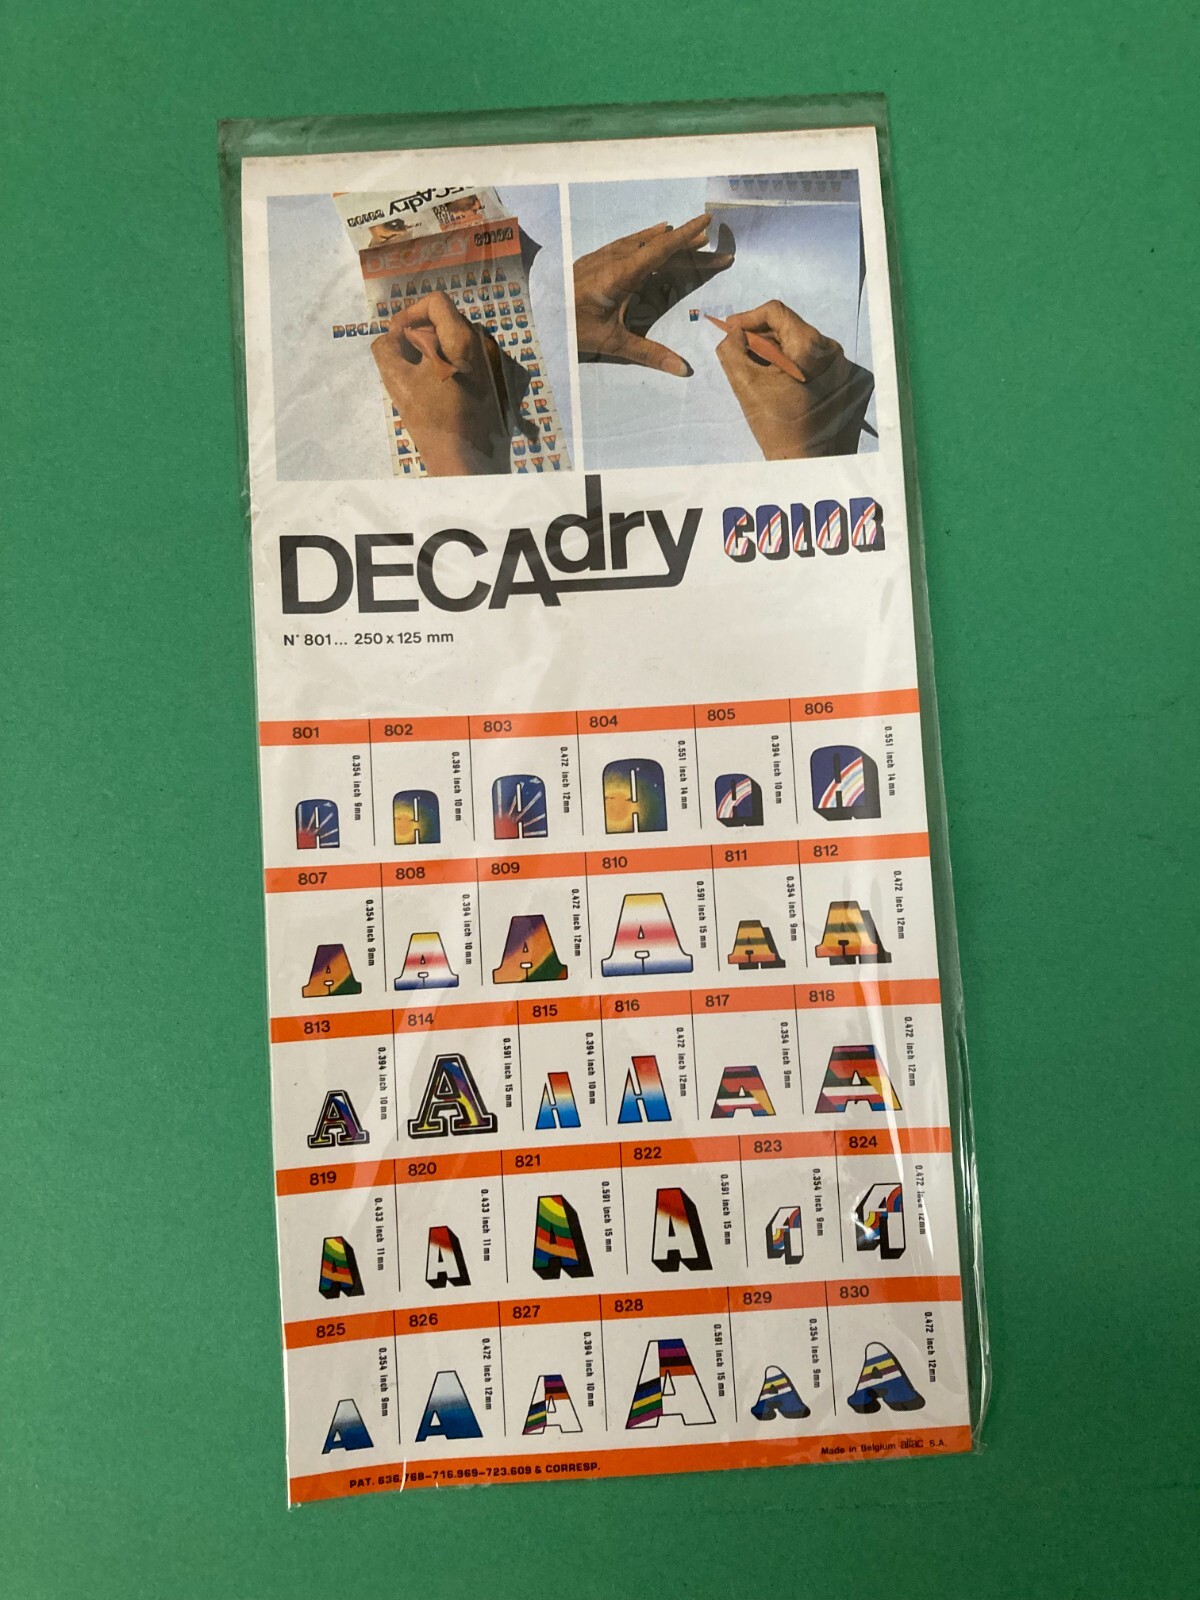 DECAdry COLOR
DECAdry COLOR
DECAdry COLOR
N° 801... 250 x 125 mm
801 802 803 804 805 806
0.354 inch 9mm
0.394 inch 10mm
0.472 inch 12mm
0.551 inch 14mm
0.394 inch 10mm
0.551 inch 14mm
A A A A A A
807 808 809 810 811 812
0.354 inch 9mm
0.394 inch 10mm
0.472 inch 12mm
0.591 inch 15mm
0.354 inch 9mm
0.472 inch 12mm
A A A A A A
813 814 815 816 817 818
0.394 inch 10mm
0.591 inch 15mm
0.394 inch 10mm
0.472 inch 12mm
0.354 inch 9mm
0.472 inch 12mm
A A A A A A
819 820 821 822 823 824
0.433 inch 11mm
0.433 inch 11mm
0.591 inch 15mm
0.591 inch 15mm
0.354 inch 9mm
0.472 inch 12mm
A A A A A A
825 826 827 828 829 830
0.354 inch 9mm
0.472 inch 12mm
0.394 inch 10mm
0.591 inch 15mm
0.354 inch 9mm
0.472 inch 12mm
A A A A A A
Made in Belgium alfac S.A.
PAT. 636.768-716.969-723.609 & CORRESP.